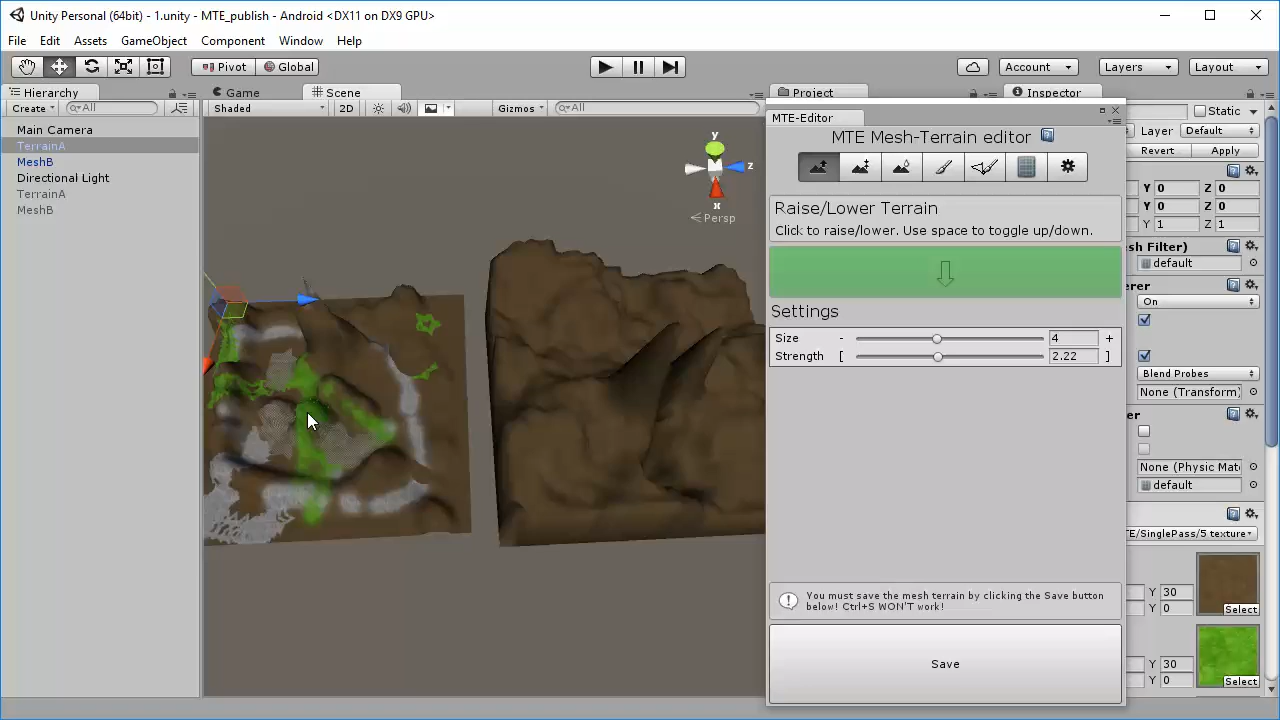 Unity Personal (64bit) - 1.unity - MTE_publish - Android <DX11 on DX9 GPU>
File Edit Assets GameObject Component Window Help
Pivot Global Account Layers Layout
Hierarchy Game Scene Project Inspector
Create All Shaded 2D Gizmos All
Main Camera
TerrainA
MeshB
Directional Light
TerrainA
MeshB
y
z
x
Persp
MTE-Editor
MTE Mesh-Terrain editor
Raise/Lower Terrain
Click to raise/lower. Use space to toggle up/down.
Settings
Size - 4 +
Strength [ 2.22 ]
You must save the mesh terrain by clicking the Save button
below! Ctrl+S WON'T work!
Save
Static
Layer Default
Revert Apply
Y 0 Z 0
Y 0 Z 0
Y 1 Z 1
sh Filter)
default
erer
On
Blend Probes
None (Transform)
er
None (Physic Mat
default
TE/SinglePass/5 texture
Y 30
Y 0
Select
Y 30
Y 0
Select